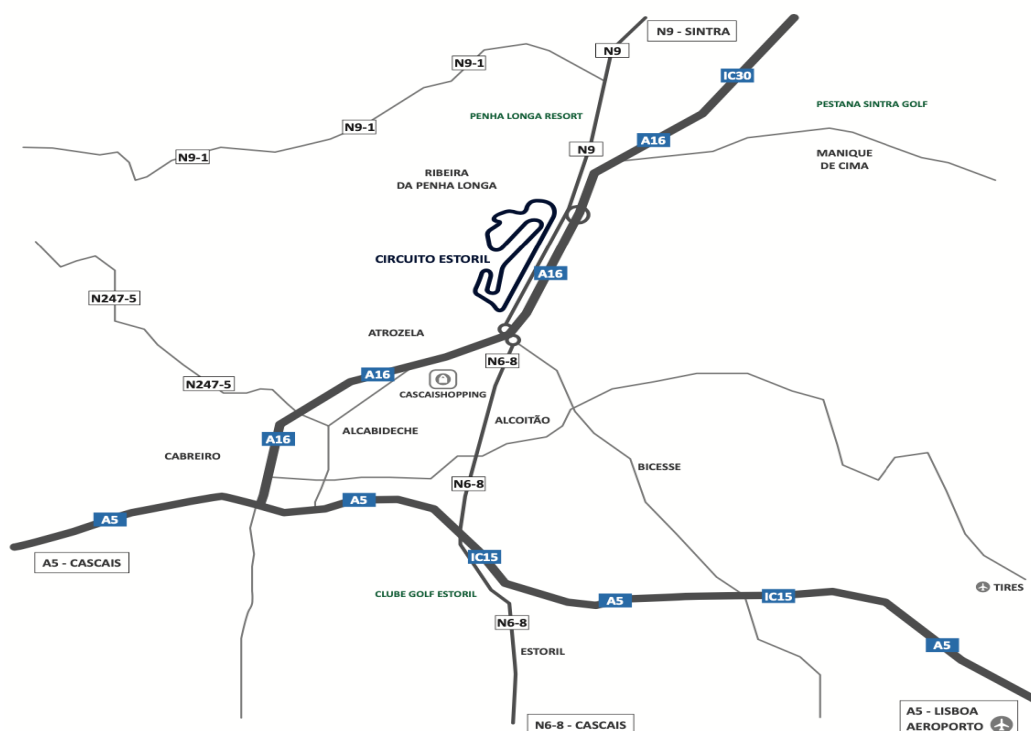 N9 - SINTRA
N9
N9-1
IC30
PESTANA SINTRA GOLF
PENHA LONGA RESORT
N9-1
A16
N9
N9-1
MANIQUE
DE CIMA
RIBEIRA
DA PENHA LONGA
CIRCUITO ESTORIL
A16
N247-5
ATROZELA
N6-8
A16
N247-5
CASCAISHOPPING
ALCABIDECHE
ALCOITÃO
A16
CABREIRO
BICESSE
N6-8
A5
A5
IC15
A5 - CASCAIS
TIRES
CLUBE GOLF ESTORIL
A5
IC15
N6-8
A5
ESTORIL
A5 - LISBOA
AEROPORTO
N6-8 - CASCAIS